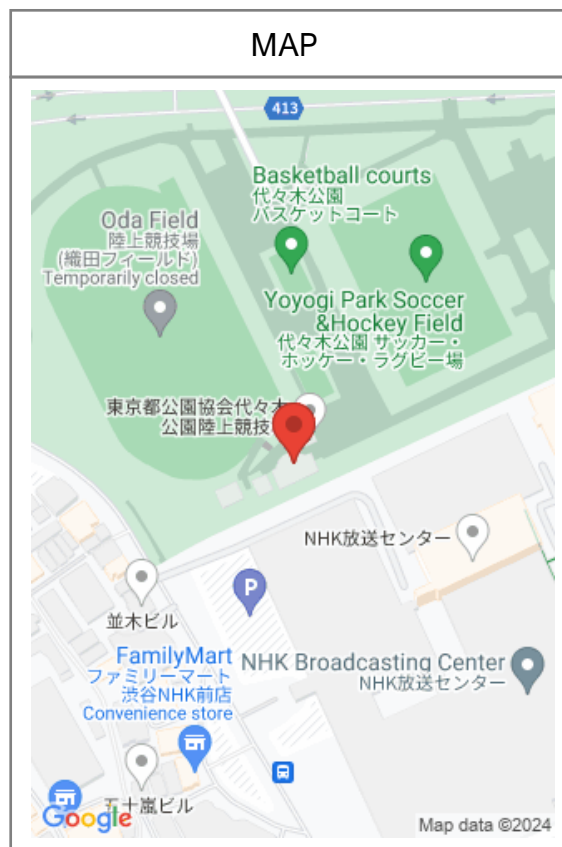 MAP
413
Basketball courts
代々木公園
バスケットコート
Oda Field
陸上競技場
(織田フィールド)
Temporarily closed
Yoyogi Park Soccer
&Hockey Field
代々木公園 サッカー・
ホッケー・ラグビー場
東京都公園協会代々木
公園陸上競技
NHK放送センター
P
並木ビル
FamilyMart
ファミリーマート
渋谷NHK前店
Convenience store
NHK Broadcasting Center
NHK放送センター
五十嵐ビル
Google
Map data ©2024